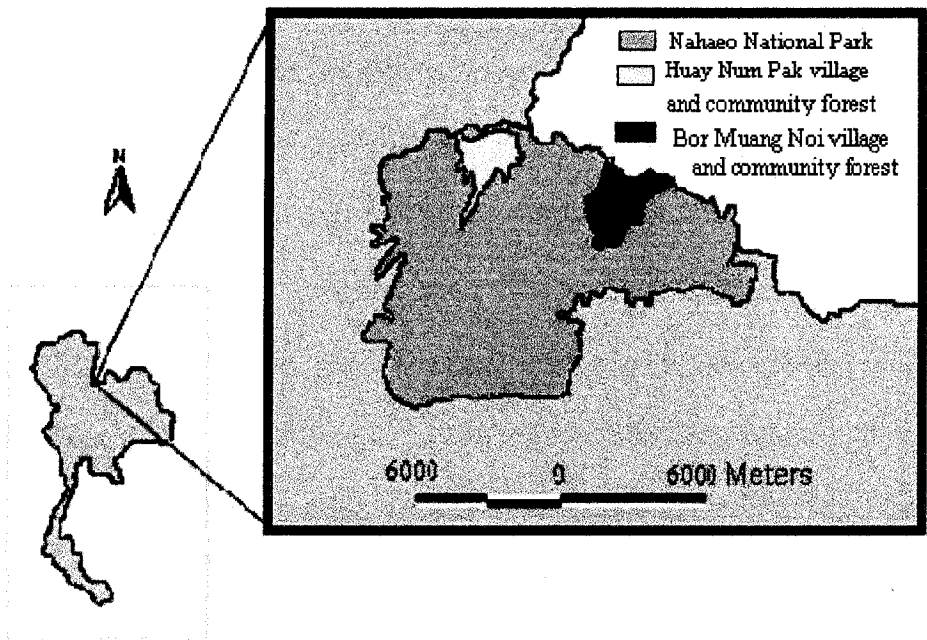 Nahaeo National Park
Huay Num Pak village
and community forest
Bor Muang Noi village
and community forest
N
6000 0 6000 Meters